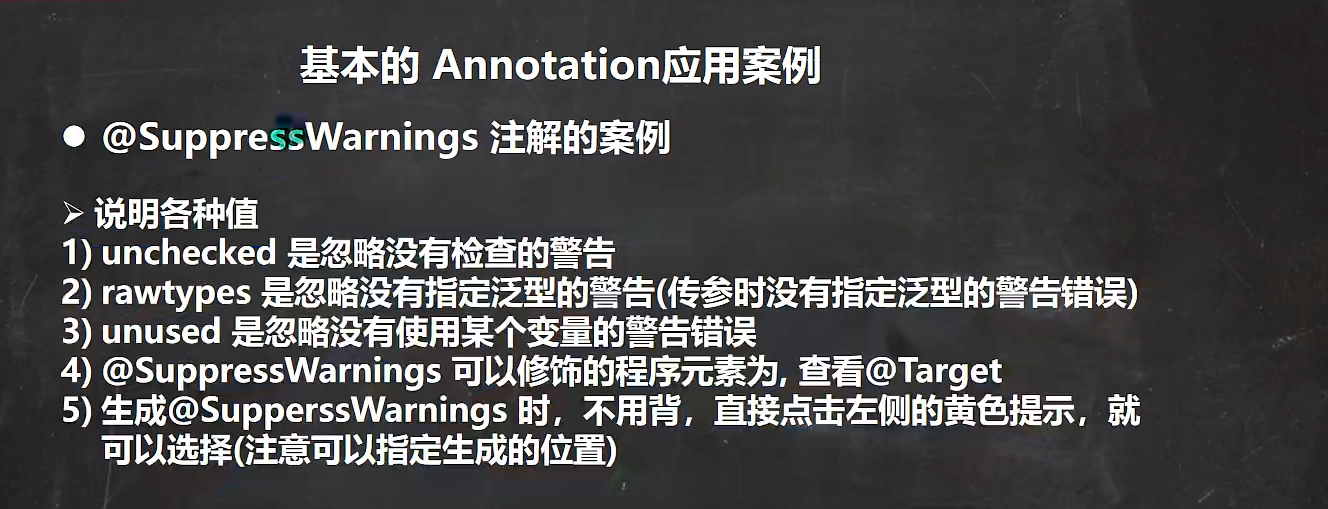 基本的 Annotation应用案例
● @SuppressWarnings 注解的案例
➢ 说明各种值
1) unchecked 是忽略没有检查的警告
2) rawtypes 是忽略没有指定泛型的警告(传参时没有指定泛型的警告错误)
3) unused 是忽略没有使用某个变量的警告错误
4) @SuppressWarnings 可以修饰的程序元素为, 查看@Target
5) 生成@SupperssWarnings 时，不用背，直接点击左侧的黄色提示，就
可以选择(注意可以指定生成的位置)